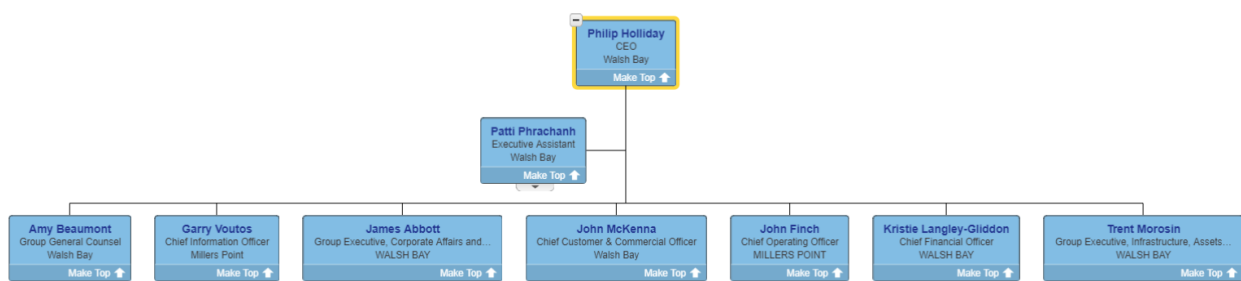 Philip Holliday
CEO
Walsh Bay
Make Top
Patti Phrachanh
Executive Assistant
Walsh Bay
Make Top
Amy Beaumont
Group General Counsel
Walsh Bay
Make Top
Garry Voutos
Chief Information Officer
Millers Point
Make Top
James Abbott
Group Executive, Corporate Affairs and...
WALSH BAY
Make Top
John McKenna
Chief Customer & Commercial Officer
Walsh Bay
Make Top
John Finch
Chief Operating Officer
MILLERS POINT
Make Top
Kristie Langley-Gliddon
Chief Financial Officer
WALSH BAY
Make Top
Trent Morosin
Group Executive, Infrastructure, Assets...
WALSH BAY
Make Top